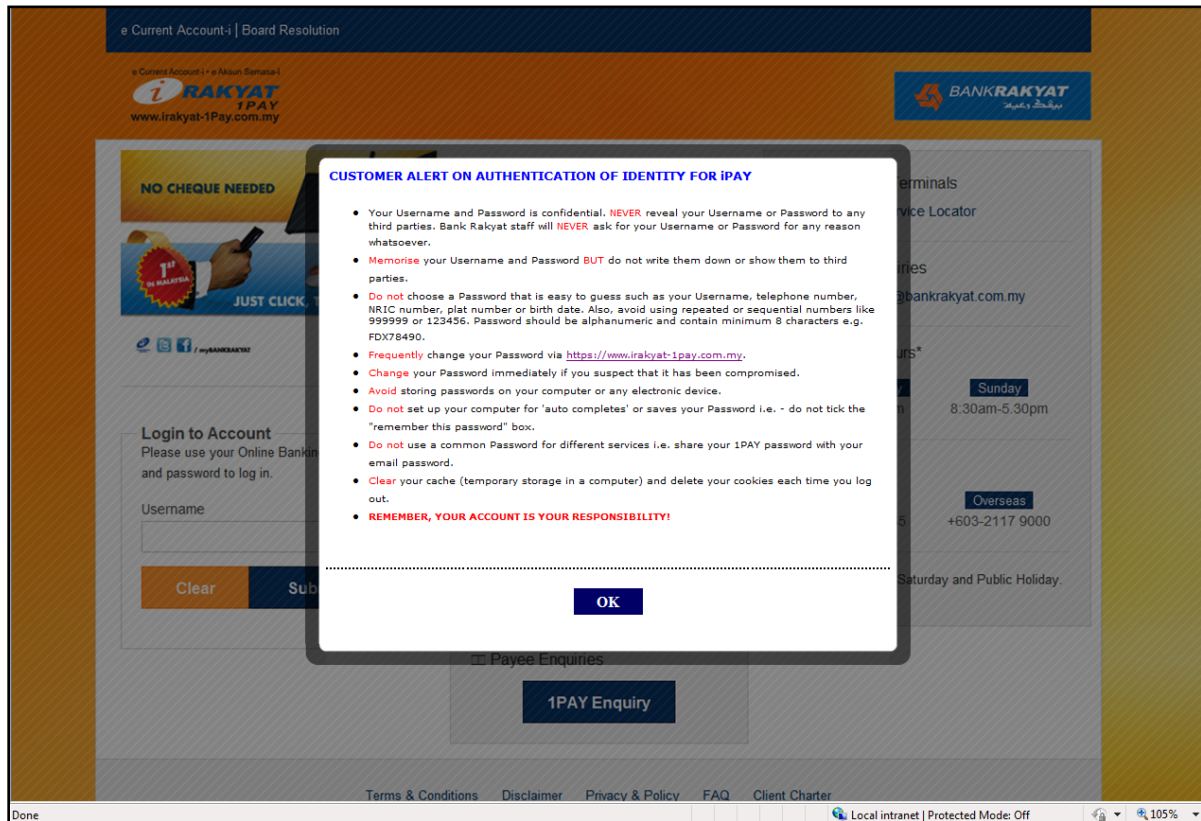 e Current Account-i | Board Resolution
e Current Account-i • e Akaun Semasa-i
i RAKYAT
1PAY
www.irakyat-1Pay.com.my
BANKRAKYAT
NO CHEQUE NEEDED
1st
IN MALAYSIA
JUST CLICK,
/ myBANKRAKYAT
Login to Account
Please use your Online Bankin
and password to log in.
Username
Clear
Sub
CUSTOMER ALERT ON AUTHENTICATION OF IDENTITY FOR iPAY
• Your Username and Password is confidential. NEVER reveal your Username or Password to any
third parties. Bank Rakyat staff will NEVER ask for your Username or Password for any reason
whatsoever.
• Memorise your Username and Password BUT do not write them down or show them to third
parties.
• Do not choose a Password that is easy to guess such as your Username, telephone number,
NRIC number, plat number or birth date. Also, avoid using repeated or sequential numbers like
999999 or 123456. Password should be alphanumeric and contain minimum 8 characters e.g.
FDX78490.
• Frequently change your Password via https://www.irakyat-1pay.com.my.
• Change your Password immediately if you suspect that it has been compromised.
• Avoid storing passwords on your computer or any electronic device.
• Do not set up your computer for 'auto completes' or saves your Password i.e. - do not tick the
"remember this password" box.
• Do not use a common Password for different services i.e. share your 1PAY password with your
email password.
• Clear your cache (temporary storage in a computer) and delete your cookies each time you log
out.
• REMEMBER, YOUR ACCOUNT IS YOUR RESPONSIBILITY!
OK
erminals
rvice Locator
iries
@bankrakyat.com.my
urs*
Sunday
8:30am-5.30pm
Overseas
5 +603-2117 9000
Saturday and Public Holiday.
Payee Enquiries
1PAY Enquiry
Terms & Conditions Disclaimer Privacy & Policy FAQ Client Charter
Done
Local intranet | Protected Mode: Off
105%